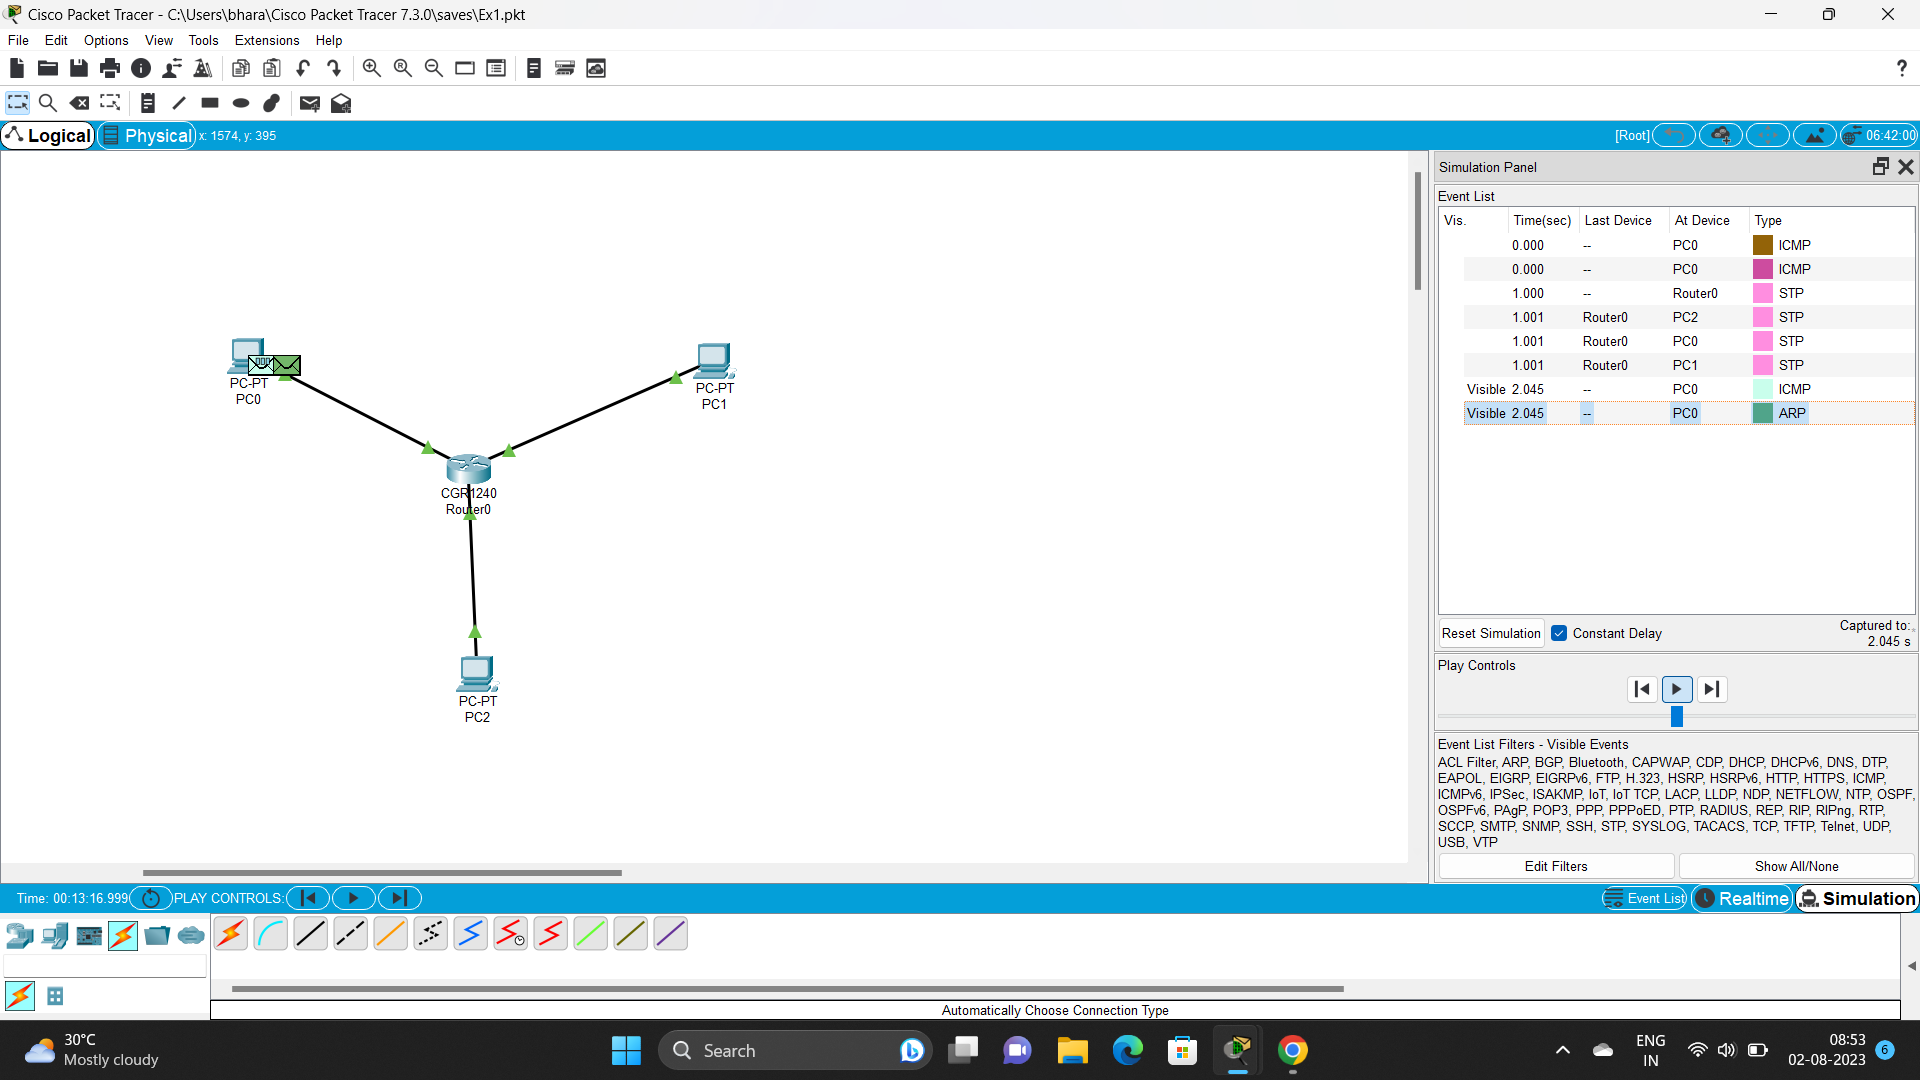 Cisco Packet Tracer - C:\Users\bhara\Cisco Packet Tracer 7.3.0\saves\Ex1.pkt
File Edit Options View Tools Extensions Help
?
Logical Physical x: 1574, y: 395 [Root] 06:42:00
Simulation Panel
Event List
Vis. Time(sec) Last Device At Device Type
0.000 -- PC0 ICMP
0.000 -- PC0 ICMP
1.000 -- Router0 STP
1.001 Router0 PC2 STP
1.001 Router0 PC0 STP
1.001 Router0 PC1 STP
Visible 2.045 -- PC0 ICMP
Visible 2.045 -- PC0 ARP
PC-PT
PC0
PC-PT
PC1
CGR1240
Router0
PC-PT
PC2
Reset Simulation Constant Delay
Captured to:
2.045 s
Play Controls
Event List Filters - Visible Events
ACL Filter, ARP, BGP, Bluetooth, CAPWAP, CDP, DHCP, DHCPv6, DNS, DTP,
EAPOL, EIGRP, EIGRPv6, FTP, H.323, HSRP, HSRPv6, HTTP, HTTPS, ICMP,
ICMPv6, IPSec, ISAKMP, IoT, IoT TCP, LACP, LLDP, NDP, NETFLOW, NTP, OSPF,
OSPFv6, PAgP, POP3, PPP, PPPoED, PTP, RADIUS, REP, RIP, RIPng, RTP,
SCCP, SMTP, SNMP, SSH, STP, SYSLOG, TACACS, TCP, TFTP, Telnet, UDP,
USB, VTP
Edit Filters Show All/None
Time: 00:13:16.999 PLAY CONTROLS: Event List Realtime Simulation
Automatically Choose Connection Type
30°C
Mostly cloudy
Search
ENG
IN
08:53
02-08-2023
6